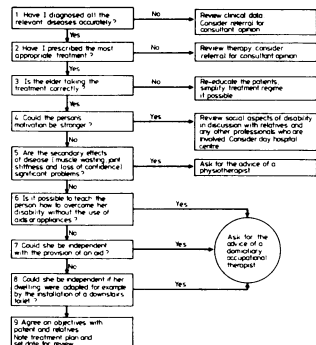 1 Have I diagnosed all the
relevant diseases accurately ?
No
Review clinical data
Consider referral for
consultant opinion
Yes
2 Have I prescribed the most
appropriate treatment ?
No
Review therapy consider
referral for consultant opinion
Yes
3 Is the elder taking the
treatment correctly ?
No
Re-educate the patients,
simplify treatment regime
if possible
Yes
4 Could the persons
motivation be stronger ?
Yes
Review social aspects of disability
in discussion with relatives and
any other professionals who are
involved Consider day hospital
centre
No
5 Are the secondary effects
of disease ( muscle wasting, joint
stiffness and loss of confidence)
significant problems ?
Yes
Ask for the advice of a
physiotherapist
No
6 Is it possible to teach the
person how to overcome her
disability without the use of
aids or appliances ?
Yes
No
7 Could she be independent
with the provision of an aid ?
Yes
Ask for
the advice of a
domiciliary
occupational
therapist
No
8 Could she be independent if her
dwelling were adapted for example
by the installation of a downstairs
toilet ?
Yes
No
9 Agree an objectives with
patient and relatives
Note treatment plan and
set date for review